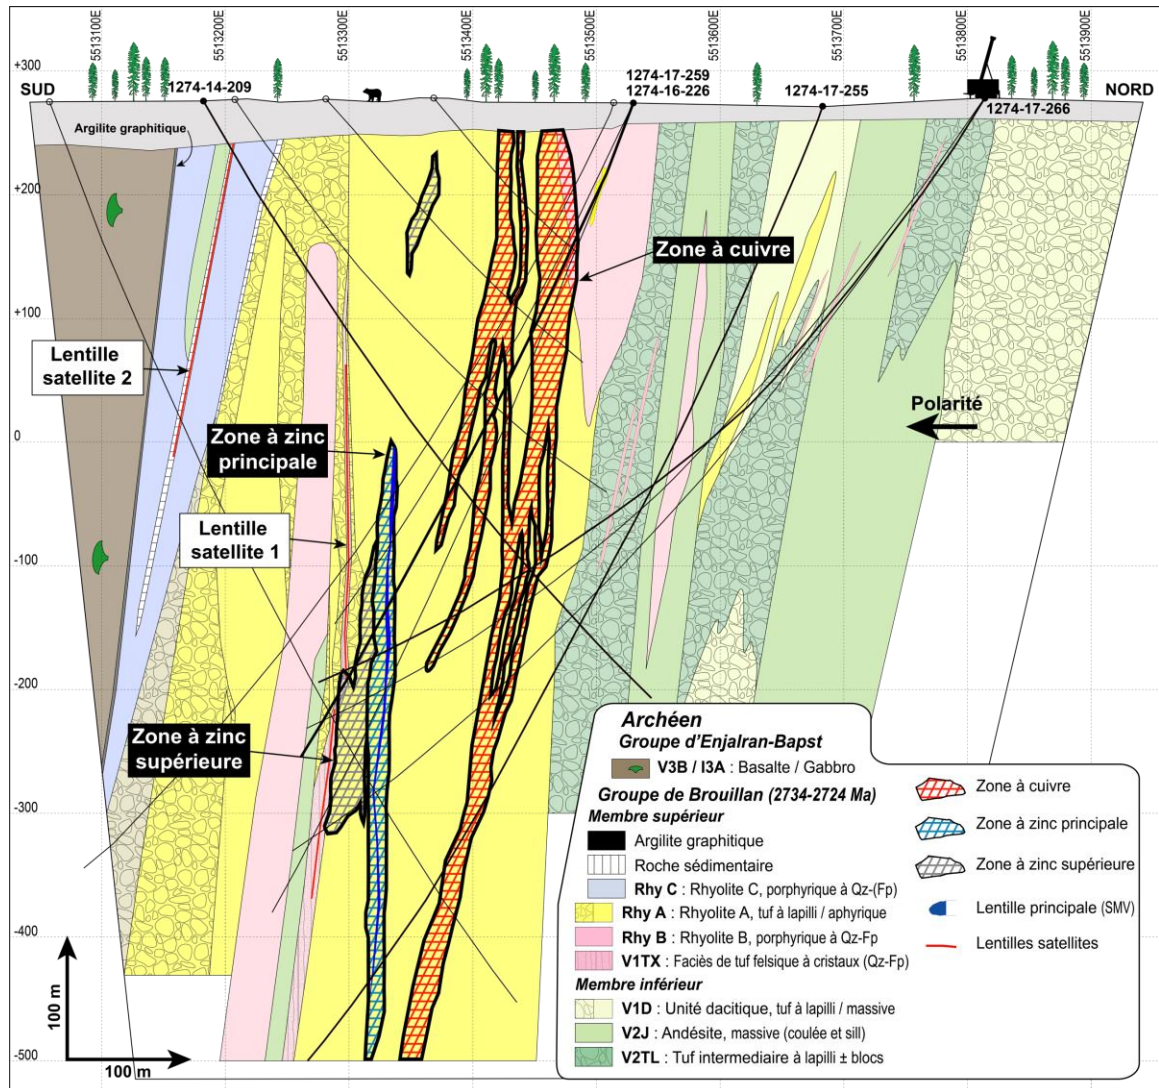 5513100E
5513200E
5513300E
5513400E
5513500E
5513600E
5513700E
5513800E
5513900E
+300
SUD
1274-14-209
1274-17-259
1274-16-226
1274-17-255
NORD
1274-17-266
Argilite graphitique
+200
Zone à cuivre
+100
Lentille
satellite 2
Polarité
0
Zone à zinc
principale
Lentille
satellite 1
-100
-200
Zone à zinc
supérieure
-300
-400
-500
100 m
100 m
Archéen
Groupe d'Enjalran-Bapst
V3B / I3A : Basalte / Gabbro
Groupe de Brouillan (2734-2724 Ma)
Membre supérieur
Argilite graphitique
Roche sédimentaire
Rhy C : Rhyolite C, porphyrique à Qz-(Fp)
Rhy A : Rhyolite A, tuf à lapilli / aphyrique
Rhy B : Rhyolite B, porphyrique à Qz-Fp
V1TX : Faciès de tuf felsique à cristaux (Qz-Fp)
Membre inférieur
V1D : Unité dacitique, tuf à lapilli / massive
V2J : Andésite, massive (coulée et sill)
V2TL : Tuf intermediaire à lapilli ± blocs
Zone à cuivre
Zone à zinc principale
Zone à zinc supérieure
Lentille principale (SMV)
Lentilles satellites